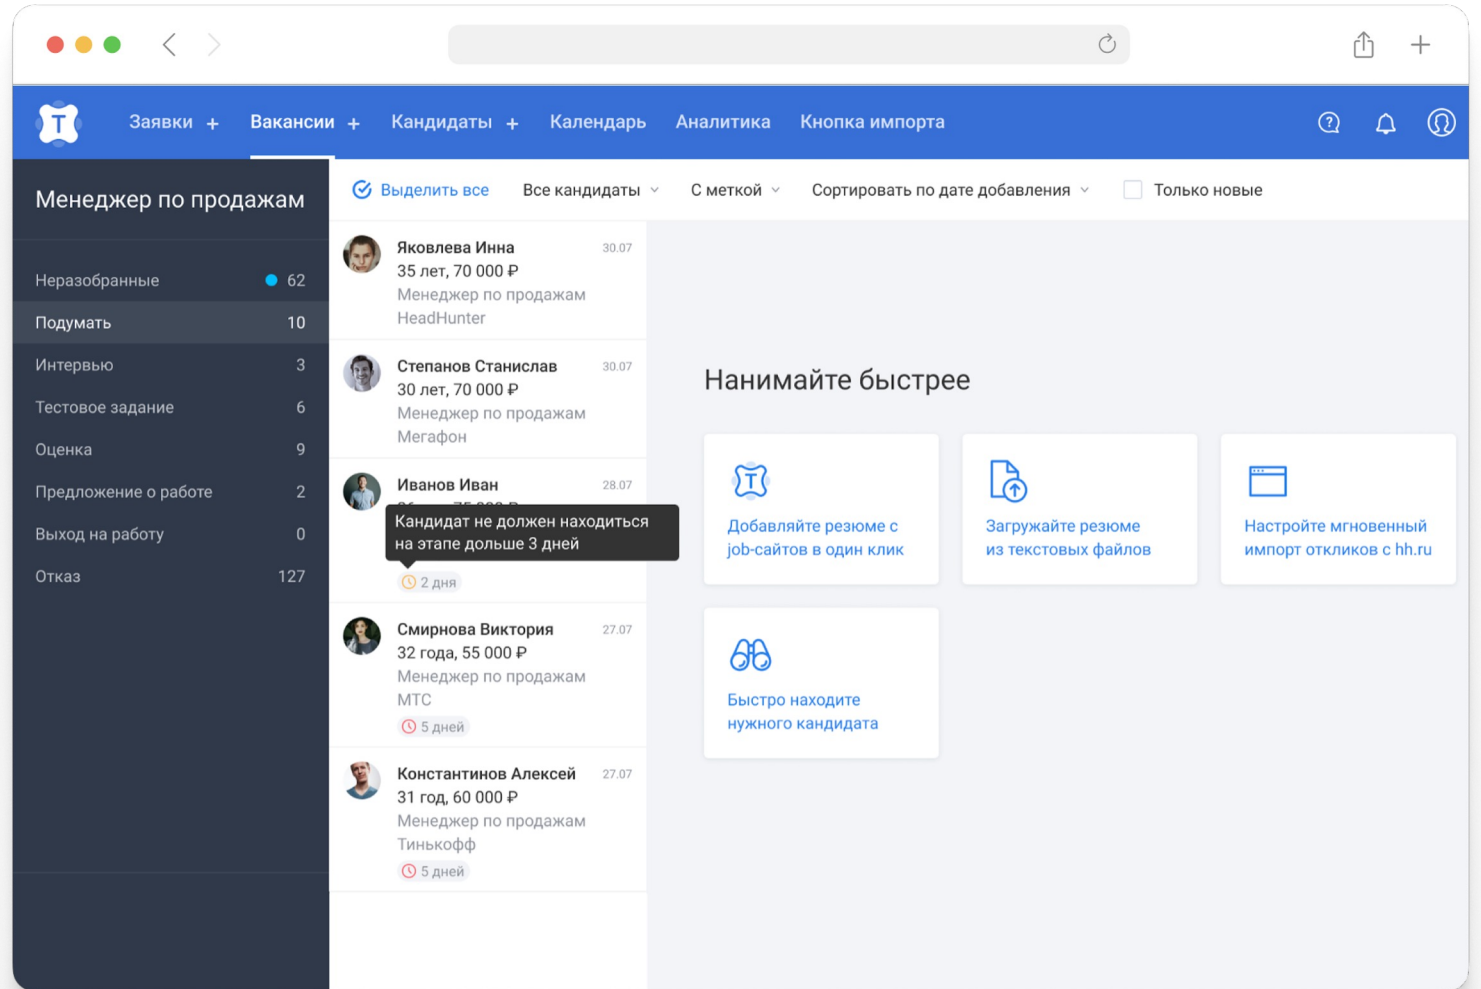 T
Заявки +
Вакансии +
Кандидаты +
Календарь
Аналитика
Кнопка импорта
Менеджер по продажам
Неразобранные 62
Подумать 10
Интервью 3
Тестовое задание 6
Оценка 9
Предложение о работе 2
Выход на работу 0
Отказ 127
Выделить все
Все кандидаты
С меткой
Сортировать по дате добавления
Только новые
Яковлева Инна 30.07
35 лет, 70 000 ₽
Менеджер по продажам
HeadHunter
Степанов Станислав 30.07
30 лет, 70 000 ₽
Менеджер по продажам
Мегафон
Иванов Иван 28.07
Кандидат не должен находиться
на этапе дольше 3 дней
2 дня
Смирнова Виктория 27.07
32 года, 55 000 ₽
Менеджер по продажам
МТС
5 дней
Константинов Алексей 27.07
31 год, 60 000 ₽
Менеджер по продажам
Тинькофф
5 дней
Нанимайте быстрее
T
Добавляйте резюме с
job-сайтов в один клик
Загружайте резюме
из текстовых файлов
Настройте мгновенный
импорт откликов с hh.ru
Быстро находите
нужного кандидата